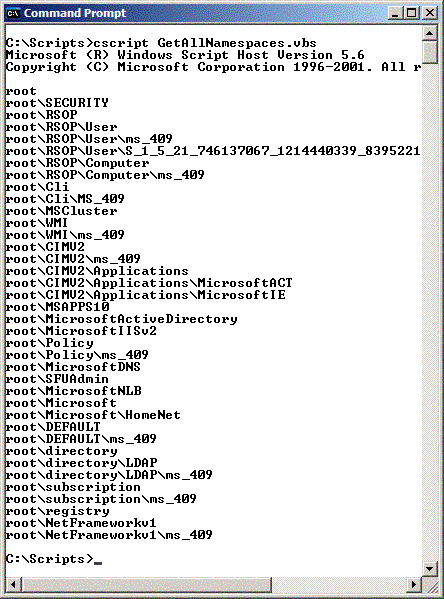 Command Prompt
C:\Scripts>cscript GetAllNamespaces.vbs
Microsoft (R) Windows Script Host Version 5.6
Copyright (C) Microsoft Corporation 1996-2001. All r
root
root\SECURITY
root\RSOP
root\RSOP\User
root\RSOP\User\ms_409
root\RSOP\User\S_1_5_21_746137067_1214440339_8395221
root\RSOP\Computer
root\RSOP\Computer\ms_409
root\Cli
root\Cli\MS_409
root\MSCluster
root\WMI
root\WMI\ms_409
root\CIMV2
root\CIMV2\ms_409
root\CIMV2\Applications
root\CIMV2\Applications\MicrosoftACT
root\CIMV2\Applications\MicrosoftIE
root\MSAPPS10
root\MicrosoftActiveDirectory
root\MicrosoftIISv2
root\Policy
root\Policy\ms_409
root\MicrosoftDNS
root\SFUAdmin
root\MicrosoftNLB
root\Microsoft
root\Microsoft\HomeNet
root\DEFAULT
root\DEFAULT\ms_409
root\directory
root\directory\LDAP
root\directory\LDAP\ms_409
root\subscription
root\subscription\ms_409
root\registry
root\NetFrameworkv1
root\NetFrameworkv1\ms_409
C:\Scripts>_